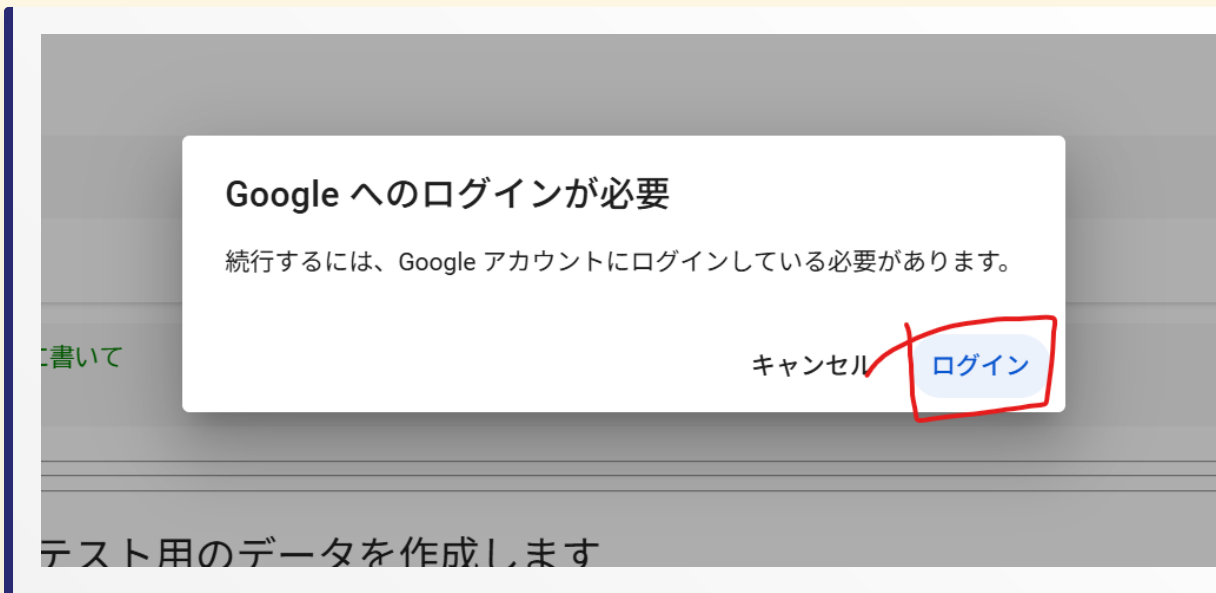 Google へのログインが必要
続行するには、Google アカウントにログインしている必要があります。
書いて
キャンセル
ログイン
テスト用のデータを作成します